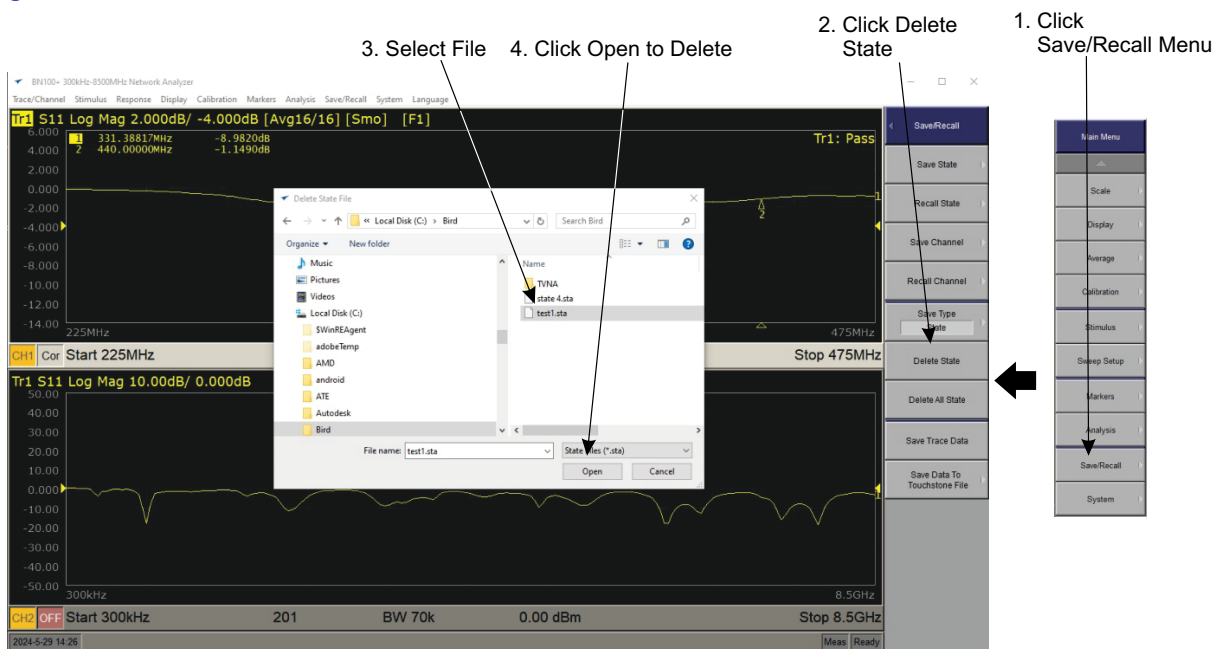 1. Click
Save/Recall Menu
2. Click Delete
State
3. Select File
4. Click Open to Delete
BN100+ 300kHz-8500MHz Network Analyzer
Trace/Channel Stimulus Response Display Calibration Markers Analysis Save/Recall System Language
Tr1 S11 Log Mag 2.000dB/ -4.000dB [Avg16/16] [Smo] [F1]
6.000
4.000
2.000
0.000
-2.000
-4.000
-6.000
-8.000
-10.00
-12.00
-14.00
1 331.38817MHz -8.9820dB
2 440.00000MHz -1.1490dB
Tr1: Pass
1
2
225MHz
475MHz
CH1 Cor Start 225MHz
Stop 475MHz
Delete State File
« Local Disk (C:) › Bird
Search Bird
Organize
New folder
Music
Pictures
Videos
Local Disk (C:)
$WinREAgent
adobeTemp
AMD
android
ATE
Autodesk
Bird
Name
TVNA
state 4.sta
test1.sta
File name: test1.sta
State files (*.sta)
Open
Cancel
Tr1 S11 Log Mag 10.00dB/ 0.000dB
50.00
40.00
30.00
20.00
10.00
0.000
-10.00
-20.00
-30.00
-40.00
-50.00
1
300kHz
8.5GHz
CH2 OFF Start 300kHz 201 BW 70k 0.00 dBm Stop 8.5GHz
2024-5-29 14:26
Meas Ready
Save/Recall
Save State
Recall State
Save Channel
Recall Channel
Save Type
State
Delete State
Delete All State
Save Trace Data
Save Data To
Touchstone File
Main Menu
Scale
Display
Average
Calibration
Stimulus
Sweep Setup
Markers
Analysis
Save/Recall
System